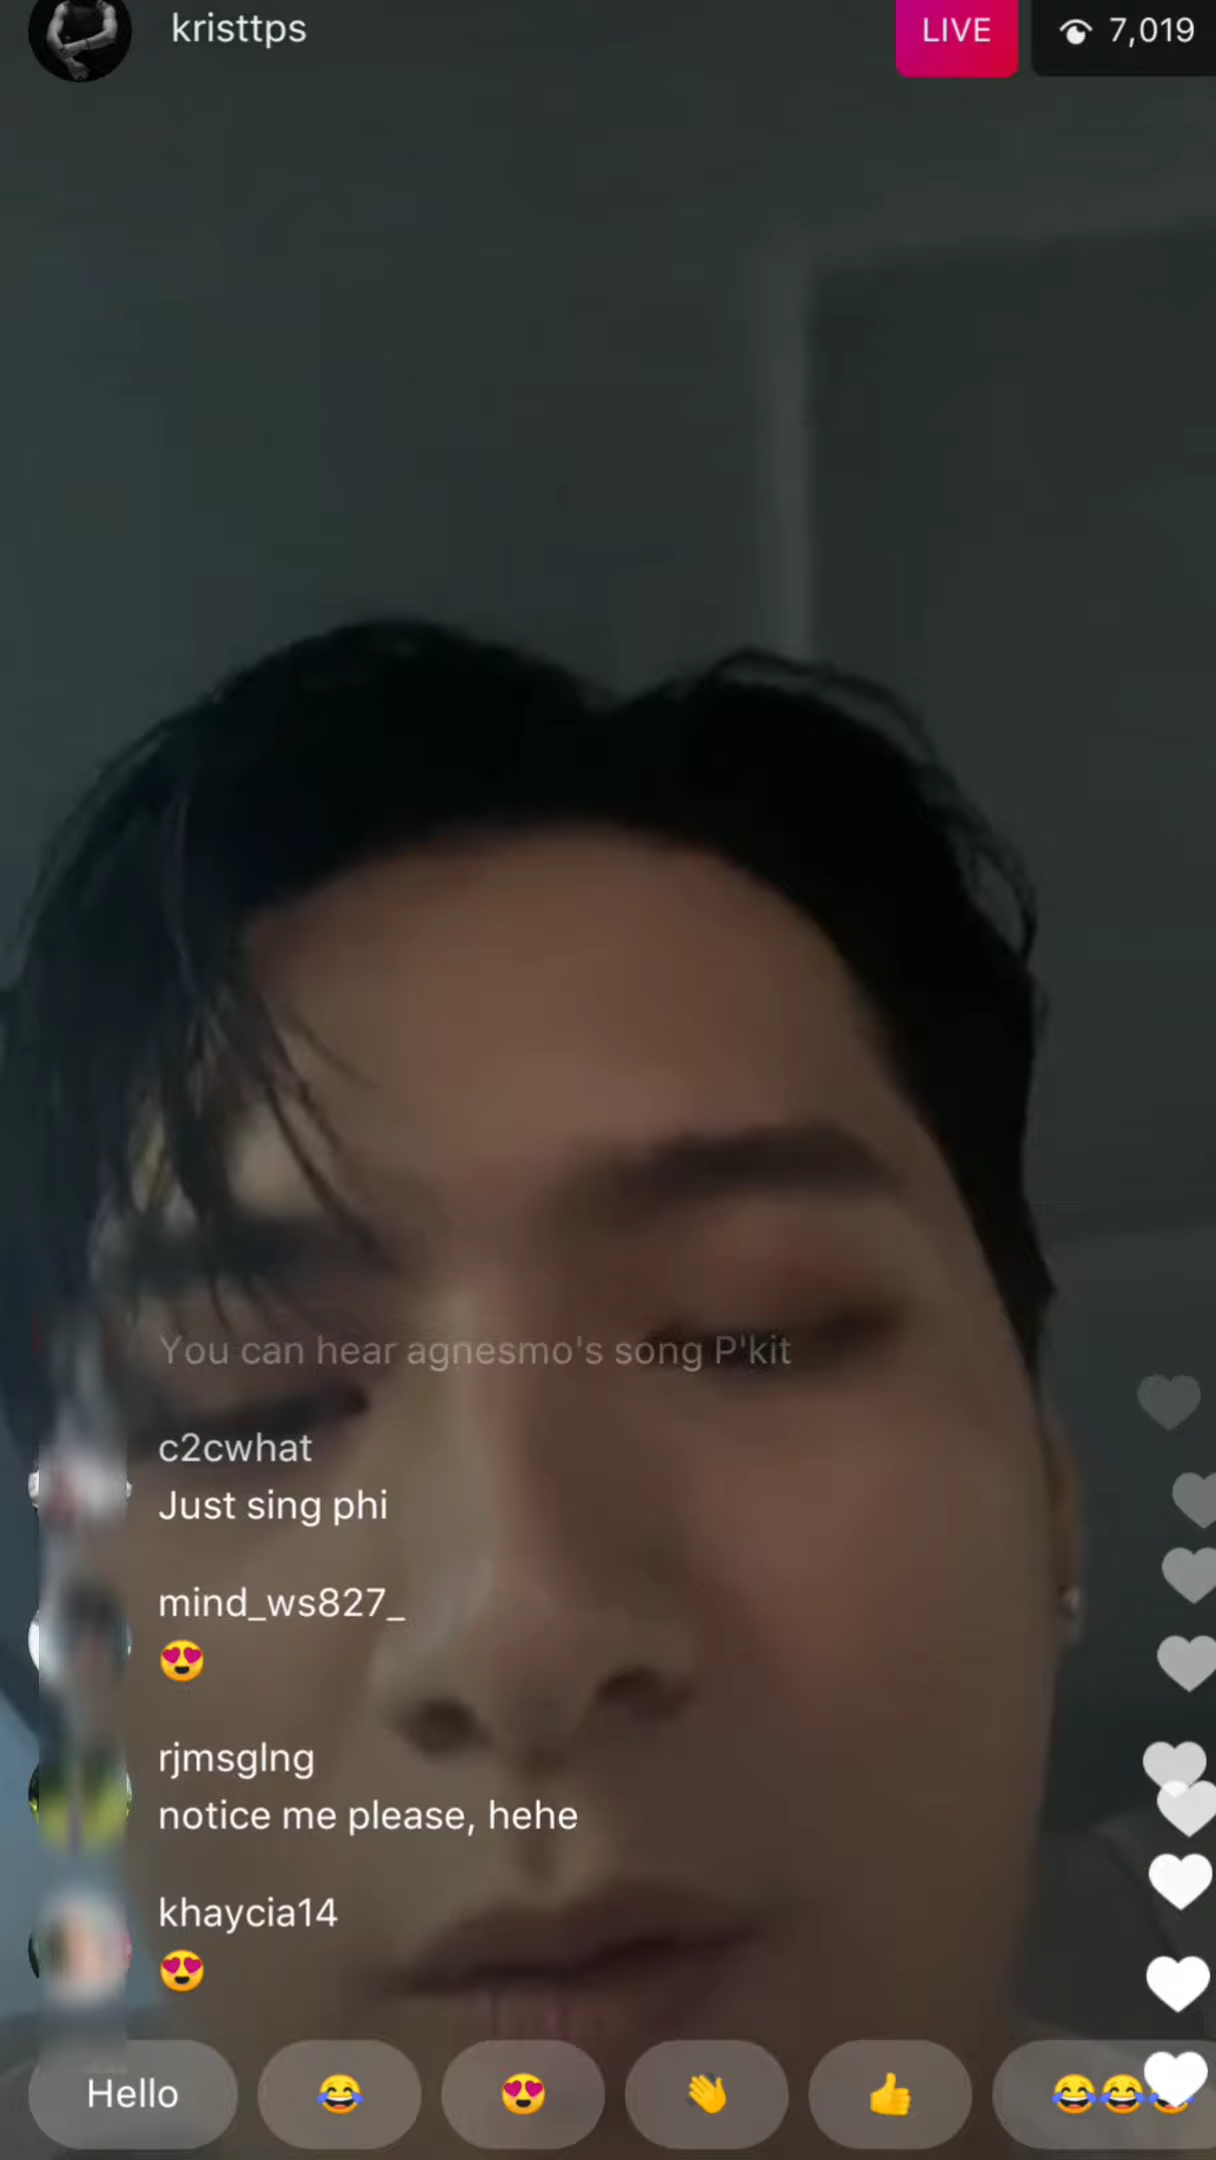 kristtps
LIVE
7,019
You can hear agnesmo's song P'kit
c2cwhat
Just sing phi
mind_ws827_
😍
rjmsglng
notice me please, hehe
khaycia14
😍
Hello 😂 😍 👋 👍 😂😂😂